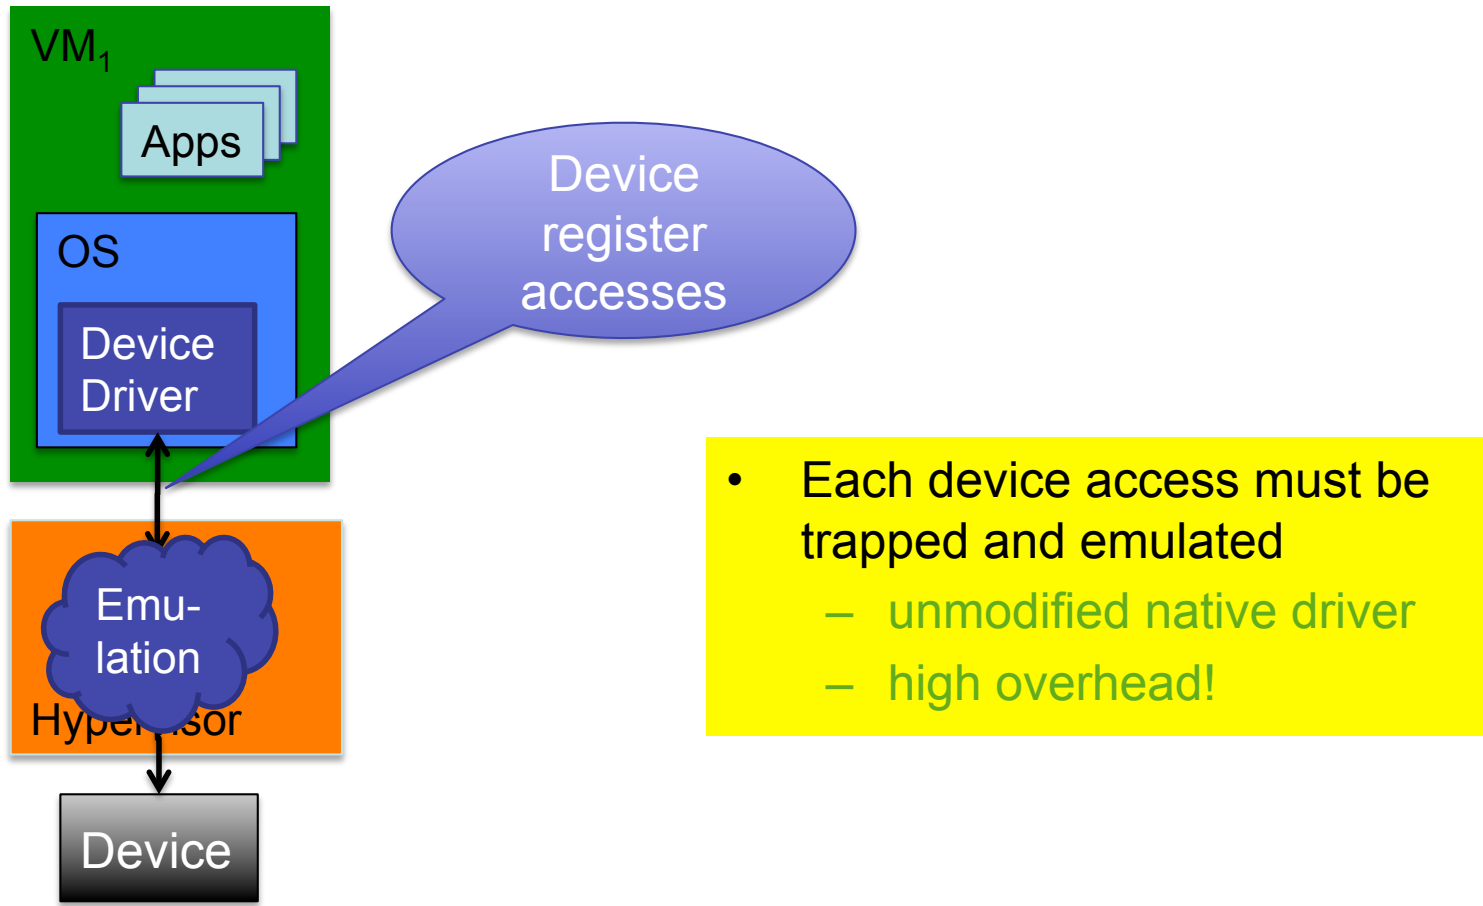 VM₁
Apps
OS
Device
Driver
Device
register
accesses
Emu-
lation
Hypervisor
Device
• Each device access must be
trapped and emulated
– unmodified native driver
– high overhead!